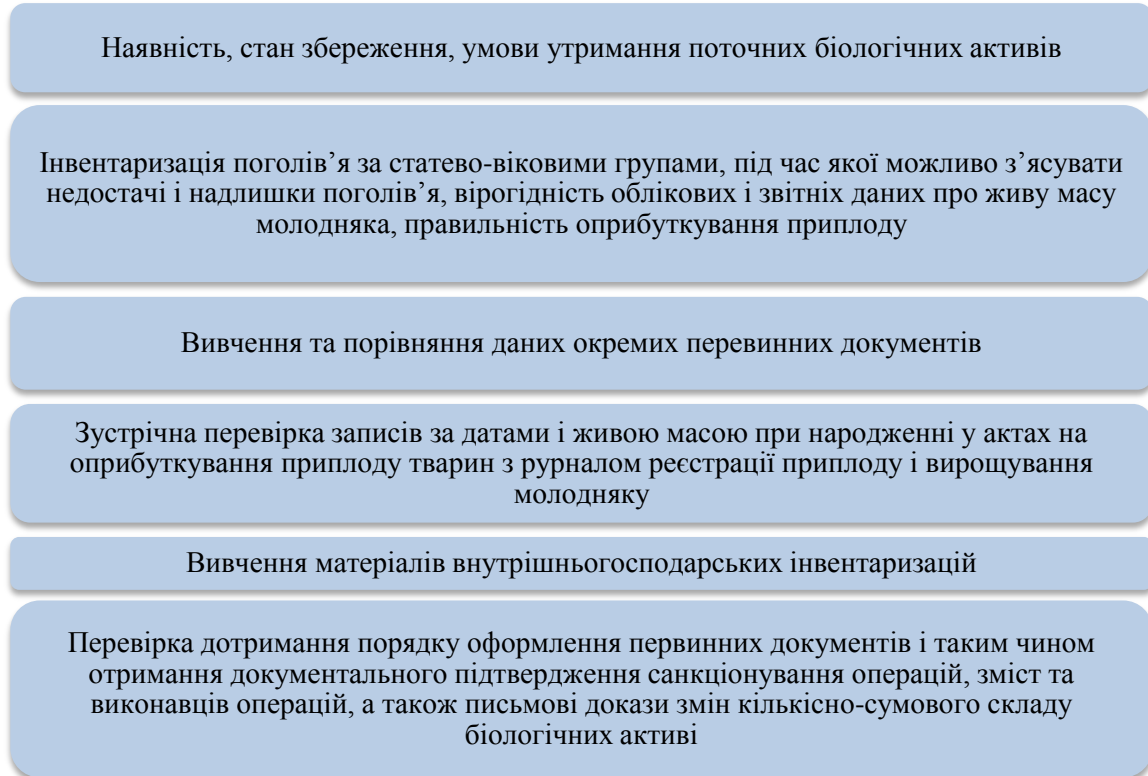 Наявність, стан збереження, умови утримання поточних біологічних активів
Інвентаризація поголів’я за статево-віковими групами, під час якої можливо з’ясувати
недостачі і надлишки поголів’я, вірогідність облікових і звітніх даних про живу масу
молодняка, правильність оприбуткування приплоду
Вивчення та порівняння даних окремих перевинних документів
Зустрічна перевірка записів за датами і живою масою при народженні у актах на
оприбуткування приплоду тварин з рурналом реєстрації приплоду і вирощування
молодняку
Вивчення матеріалів внутрішньогосподарських інвентаризацій
Перевірка дотримання порядку оформлення первинних документів і таким чином
отримання документального підтвердження санкціонування операцій, зміст та
виконавців операцій, а також письмові докази змін кількісно-сумового складу
біологічних активі